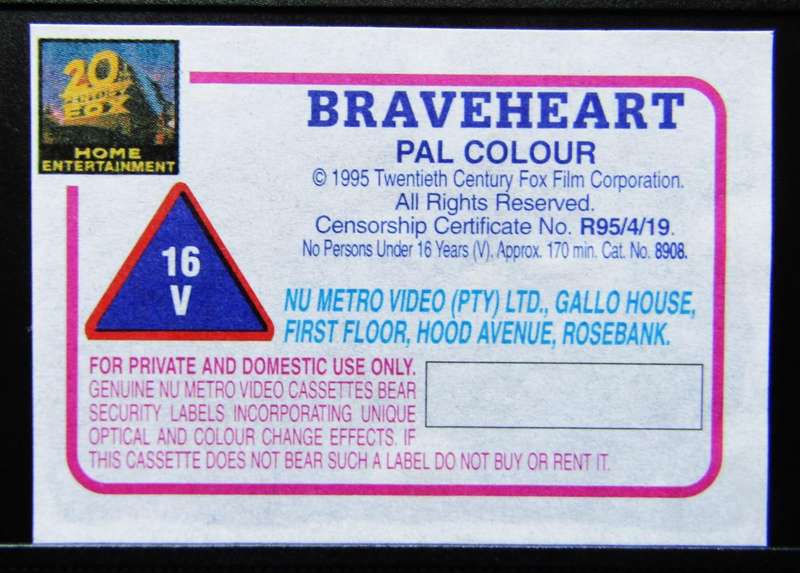 20
CENTURY
FOX
HOME
ENTERTAINMENT
BRAVEHEART
PAL COLOUR
© 1995 Twentieth Century Fox Film Corporation.
All Rights Reserved.
Censorship Certificate No. R95/4/19.
No Persons Under 16 Years (V). Approx. 170 min. Cat. No. 8908.
16
V
NU METRO VIDEO (PTY) LTD., GALLO HOUSE,
FIRST FLOOR, HOOD AVENUE, ROSEBANK.
FOR PRIVATE AND DOMESTIC USE ONLY.
GENUINE NU METRO VIDEO CASSETTES BEAR
SECURITY LABELS INCORPORATING UNIQUE
OPTICAL AND COLOUR CHANGE EFFECTS. IF
THIS CASSETTE DOES NOT BEAR SUCH A LABEL DO NOT BUY OR RENT IT.